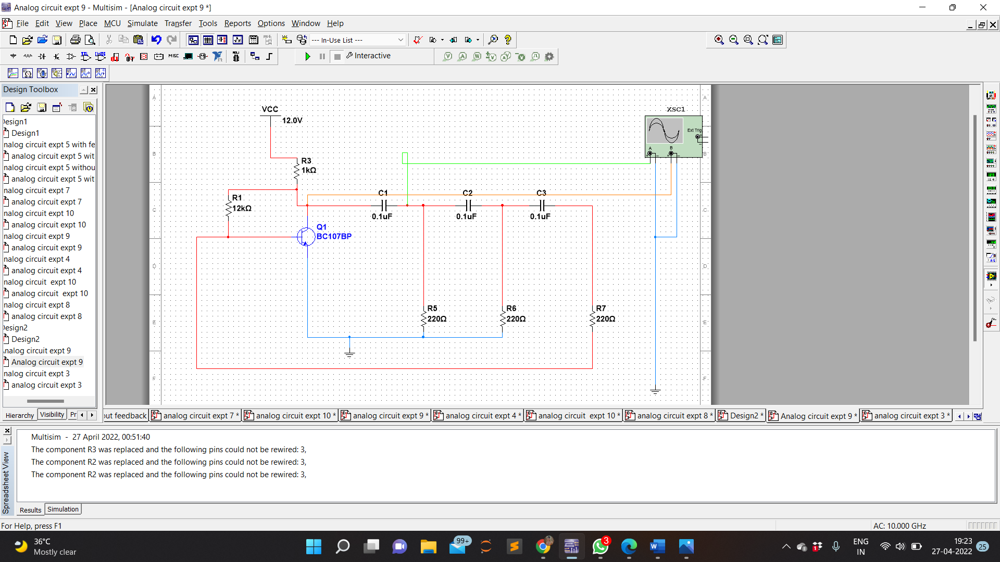 Analog circuit expt 9 - Multisim - [Analog circuit expt 9 *]
File Edit View Place MCU Simulate Transfer Tools Reports Options Window Help
--- In-Use List ---
MISC
Interactive
Design Toolbox
Design1
nalog circuit expt 5 with fe
analog circuit expt 5 wit
nalog circuit expt 5 withou
analog circuit expt 5 wit
nalog circuit expt 7
analog circuit expt 7
nalog circuit expt 10
analog circuit expt 10
nalog circuit expt 9
analog circuit expt 9
nalog circuit expt 4
analog circuit expt 4
nalog circuit  expt 10
analog circuit  expt 10
nalog circuit expt 8
analog circuit expt 8
Design2
nalog circuit expt 9
Analog circuit expt 9
nalog circuit expt 3
analog circuit expt 3
Hierarchy Visibility Pr
A
B
C
D
E
F
VCC
12.0V
R3
1kΩ
R1
12kΩ
Q1
BC107BP
C1
0.1uF
C2
0.1uF
C3
0.1uF
R5
220Ω
R6
220Ω
R7
220Ω
XSC1
Ext Trig
A B
A
B
C
D
E
F
out feedback analog circuit expt 7 * analog circuit expt 10 * analog circuit expt 9 * analog circuit expt 4 * analog circuit  expt 10 * analog circuit expt 8 * Design2 * Analog circuit expt 9 * analog circuit expt 3 *
Spreadsheet View
Multisim  -  27 April 2022, 00:51:40
The component R3 was replaced and the following pins could not be rewired: 3,
The component R2 was replaced and the following pins could not be rewired: 3,
The component R2 was replaced and the following pins could not be rewired: 3,
Results Simulation
For Help, press F1
AC: 10.000 GHz
36°C
Mostly clear
99+
3
1
ENG
IN
19:23
27-04-2022
25